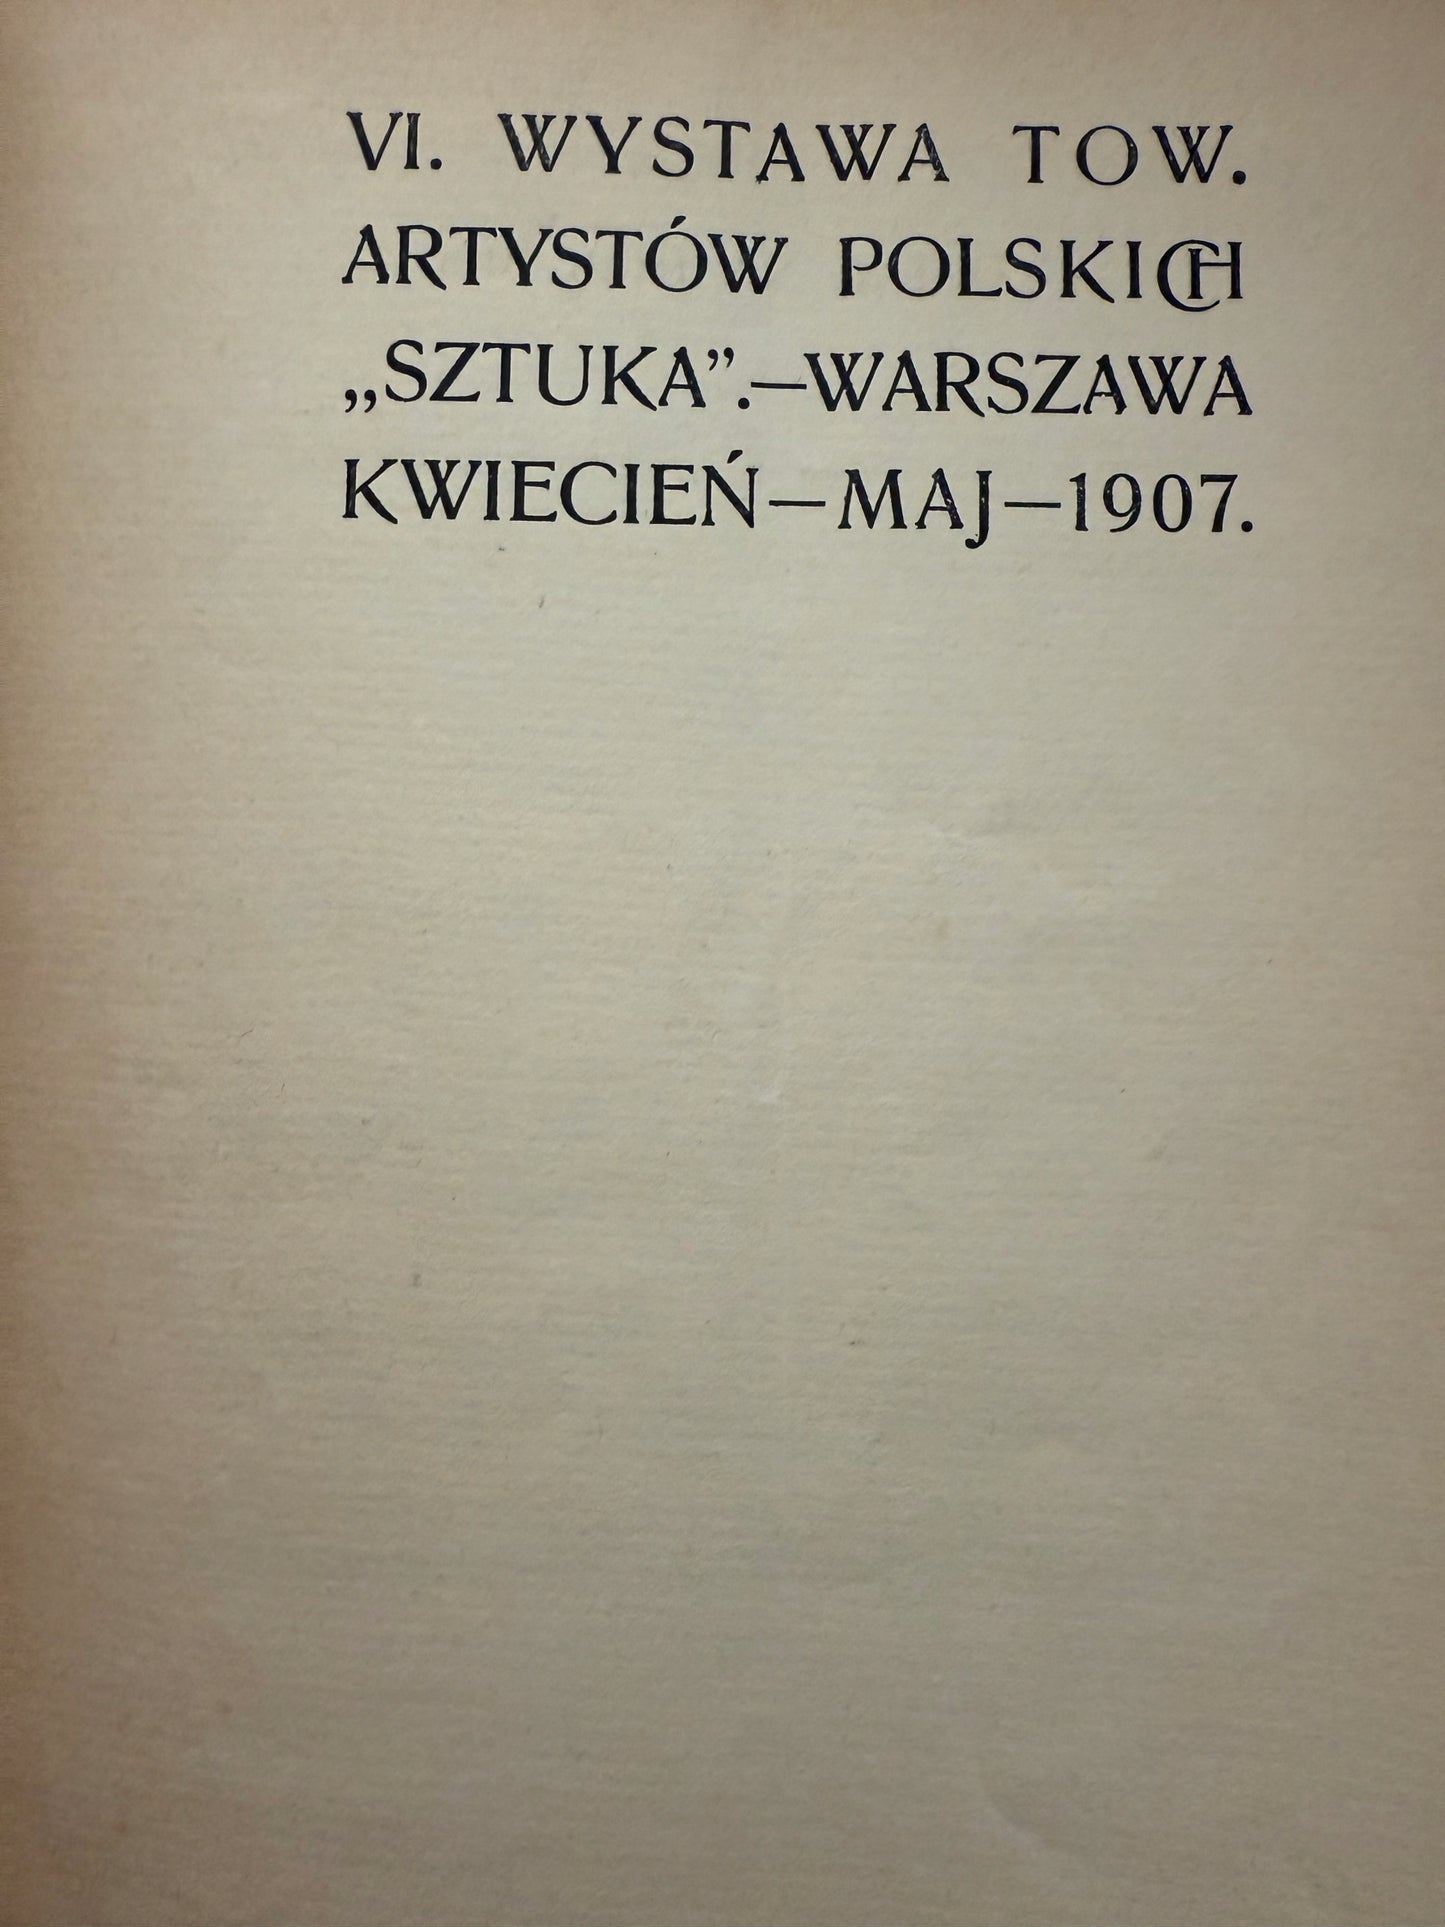 VI. WYSTAWA TOW.
ARTYSTÓW POLSKICH
„SZTUKA”.—WARSZAWA
KWIECIEŃ—MAJ—1907.